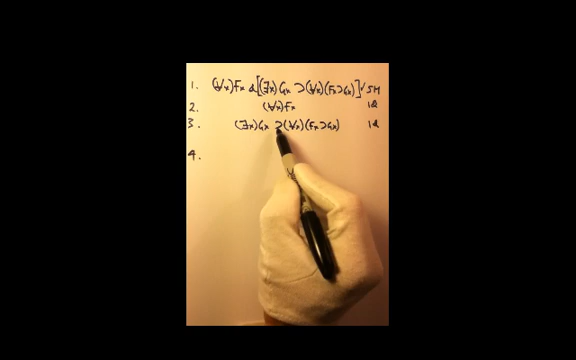 1. (∀x)Fx & [(∃x)Gx ⊃ (∀x)(Fx⊃Gx)] ✓ SM
2. (∀x)Fx 1&
3. (∃x)Gx ⊃ (∀x)(Fx⊃Gx) 1&
4.